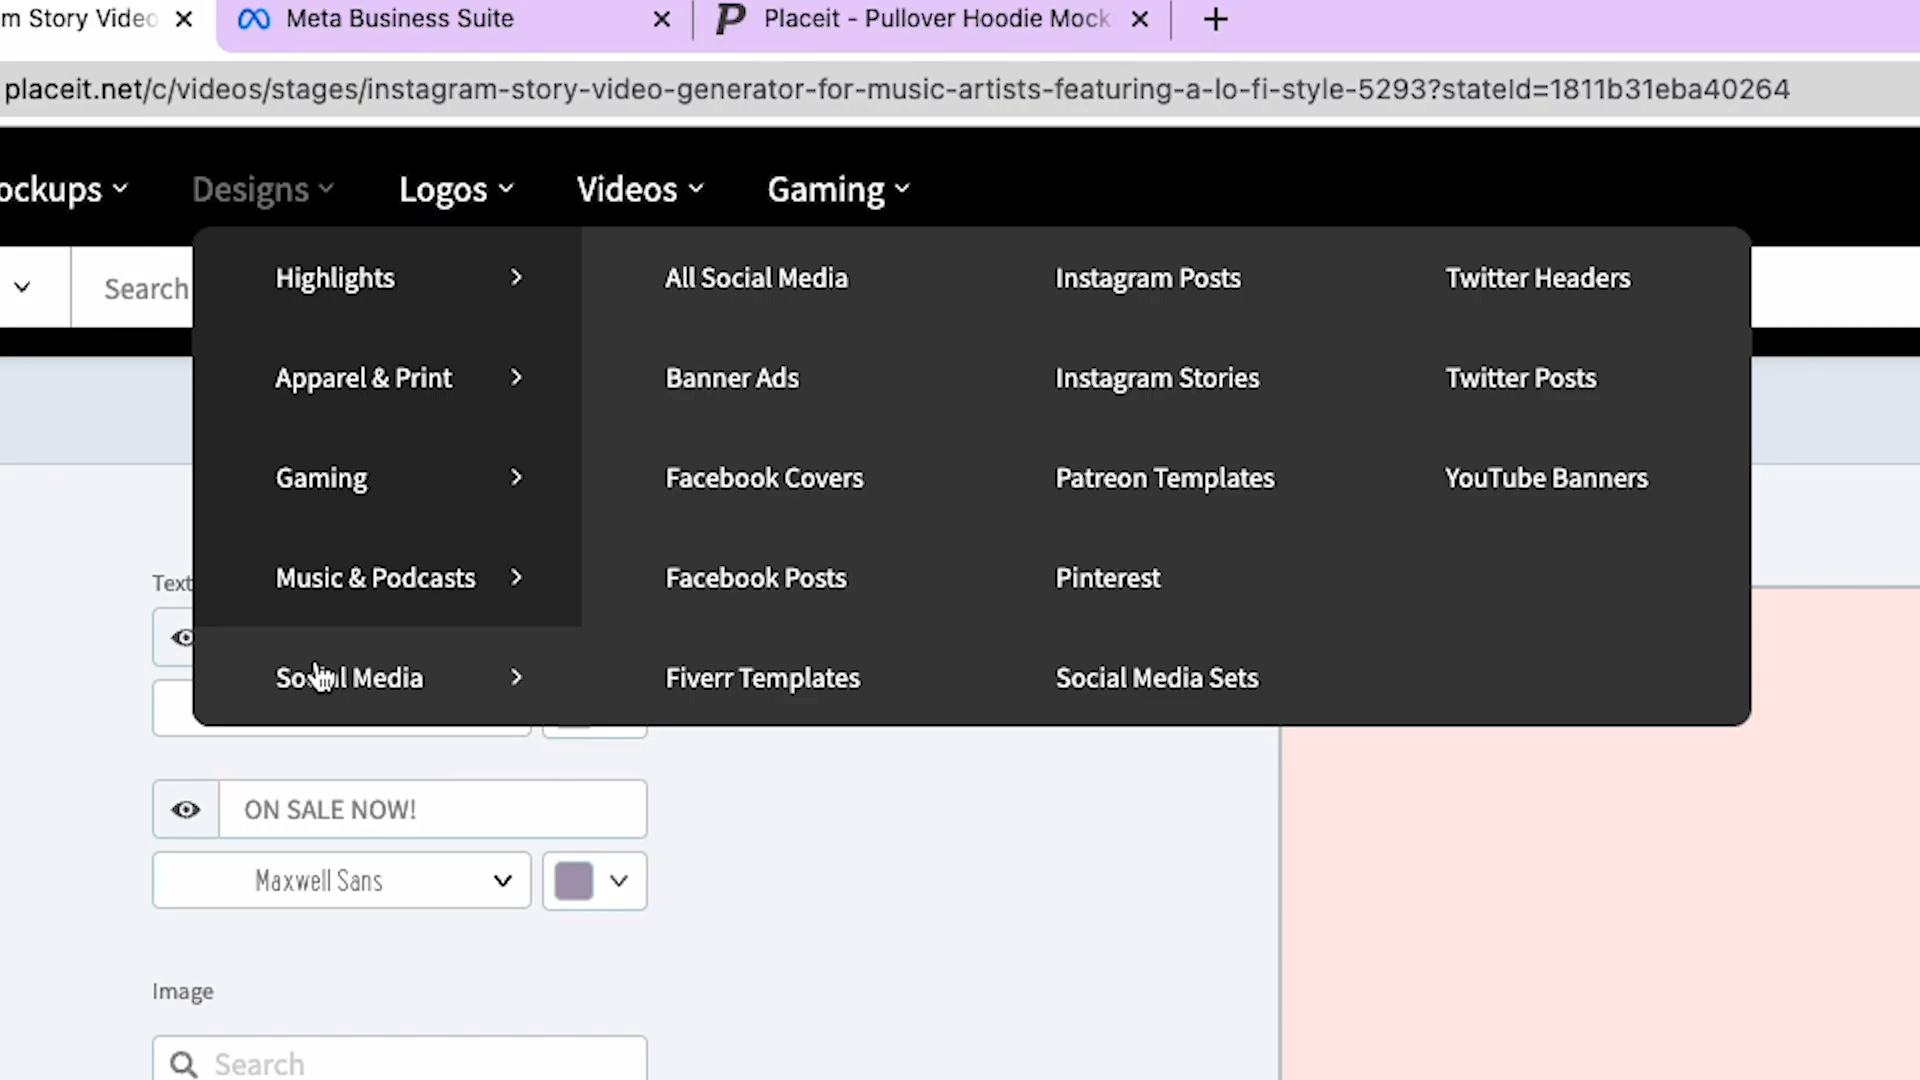 m Story Video
Meta Business Suite
Placeit - Pullover Hoodie Mock
placeit.net/c/videos/stages/instagram-story-video-generator-for-music-artists-featuring-a-lo-fi-style-5293?stateId=1811b31eba40264
ockups
Designs
Logos
Videos
Gaming
Search
Highlights
All Social Media
Instagram Posts
Twitter Headers
Apparel & Print
Banner Ads
Instagram Stories
Twitter Posts
Gaming
Facebook Covers
Patreon Templates
YouTube Banners
Music & Podcasts
Facebook Posts
Pinterest
Social Media
Fiverr Templates
Social Media Sets
Text
ON SALE NOW!
Maxwell Sans
Image
Search